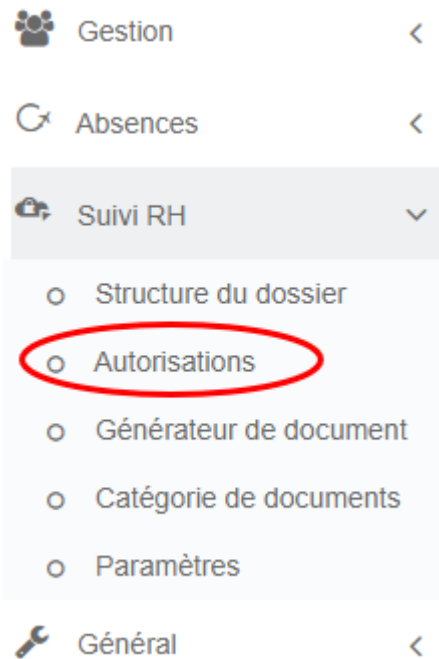 Gestion
Absences
Suivi RH
Structure du dossier
Autorisations
Générateur de document
Catégorie de documents
Paramètres
Général